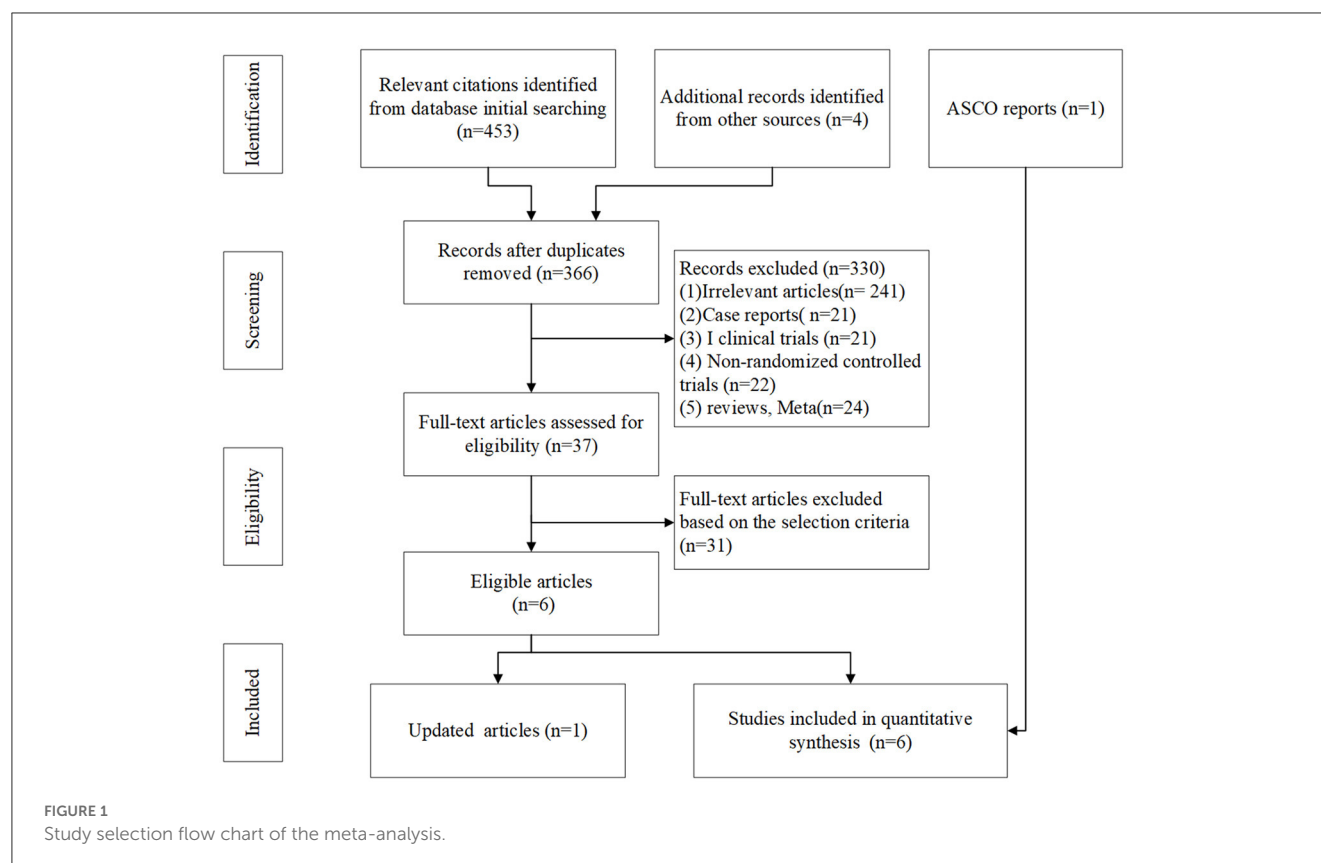 Identification
Relevant citations identified
from database initial searching
(n=453)
Additional records identified
from other sources (n=4)
ASCO reports (n=1)
Screening
Records after duplicates
removed (n=366)
Records excluded (n=330)
(1)Irrelevant articles(n= 241)
(2)Case reports( n=21)
(3) I clinical trials (n=21)
(4) Non-randomized controlled
trials (n=22)
(5) reviews, Meta(n=24)
Full-text articles assessed for
eligibility (n=37)
Eligibility
Full-text articles excluded
based on the selection criteria
(n=31)
Eligible articles
(n=6)
Included
Updated articles (n=1)
Studies included in quantitative
synthesis (n=6)
FIGURE 1
Study selection flow chart of the meta-analysis.